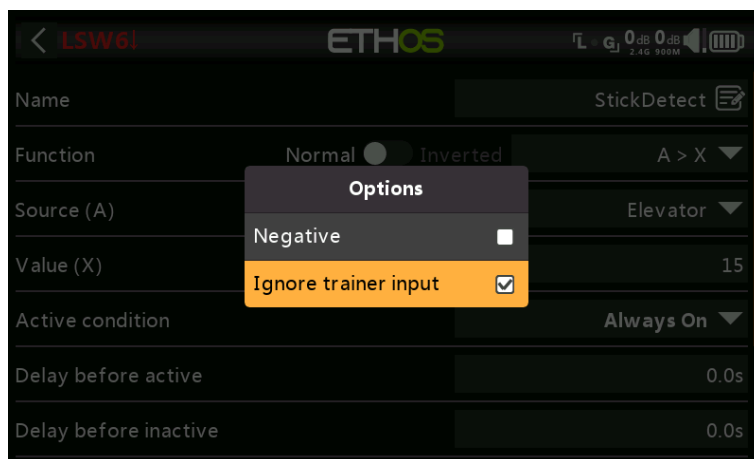 LSW6↓ ETHOS L G 0dB 0dB
2.4G 900M
Name StickDetect
Function Normal Inverted A > X
Options
Source (A) Elevator
Negative
Value (X) 15
Ignore trainer input
Active condition Always On
Delay before active 0.0s
Delay before inactive 0.0s